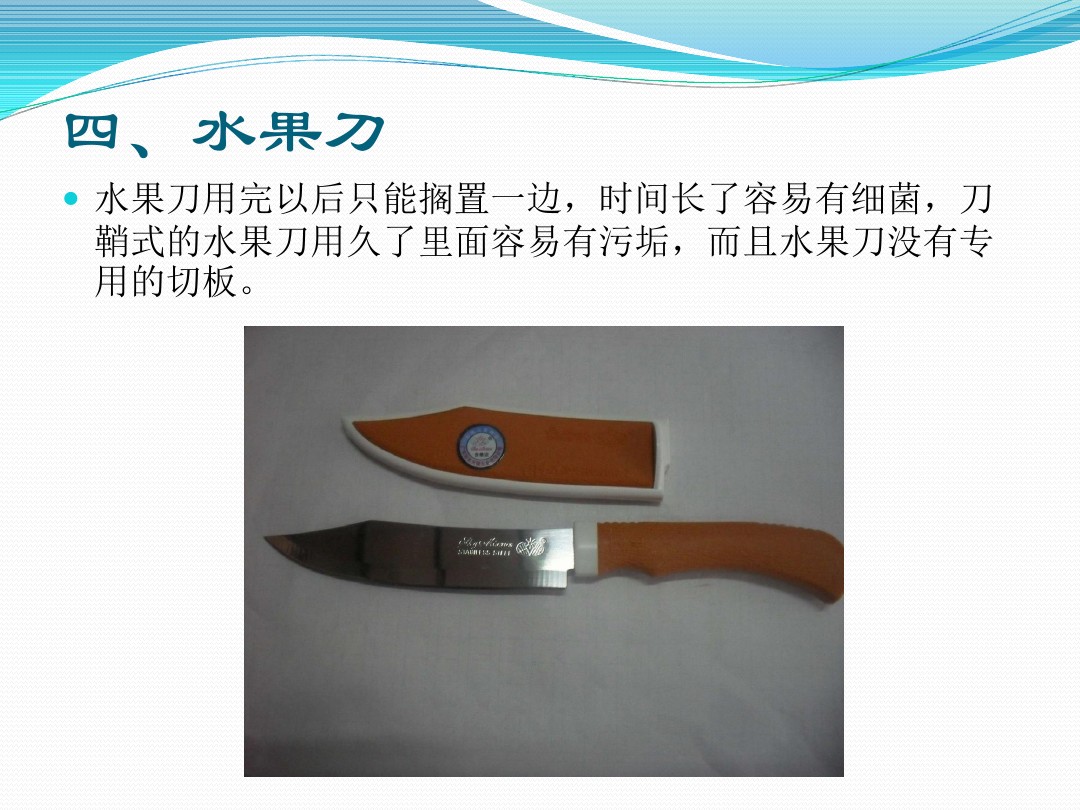 四、水果刀
水果刀用完以后只能搁置一边，时间长了容易有细菌，刀
鞘式的水果刀用久了里面容易有污垢，而且水果刀没有专
用的切板。
STAINLESS STEEL